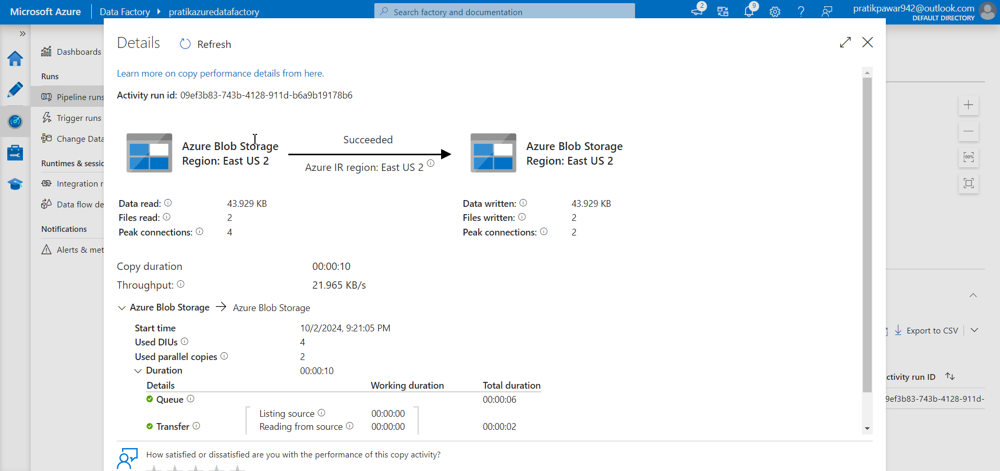 Microsoft Azure
Data Factory
pratikazuredatafactory
Search factory and documentation
2
9
pratikpawar942@outlook.com
DEFAULT DIRECTORY
Dashboards
Runs
Pipeline runs
Trigger runs
Change Data
Runtimes & sessio
Integration r
Data flow de
Notifications
Alerts & met
Details
Refresh
Learn more on copy performance details from here.
Activity run id: 09ef3b83-743b-4128-911d-b6a9b19178b6
Azure Blob Storage
Region: East US 2
Succeeded
Azure IR region: East US 2
Azure Blob Storage
Region: East US 2
Data read: 43.929 KB
Files read: 2
Peak connections: 4
Data written: 43.929 KB
Files written: 2
Peak connections: 2
Copy duration 00:00:10
Throughput: 21.965 KB/s
Azure Blob Storage → Azure Blob Storage
Start time 10/2/2024, 9:21:05 PM
Used DIUs 4
Used parallel copies 2
Duration 00:00:10
Details Working duration Total duration
Queue 00:00:06
Listing source 00:00:00
Transfer Reading from source 00:00:00 00:00:02
How satisfied or dissatisfied are you with the performance of this copy activity?
100%
Export to CSV
ctivity run ID
9ef3b83-743b-4128-911d-